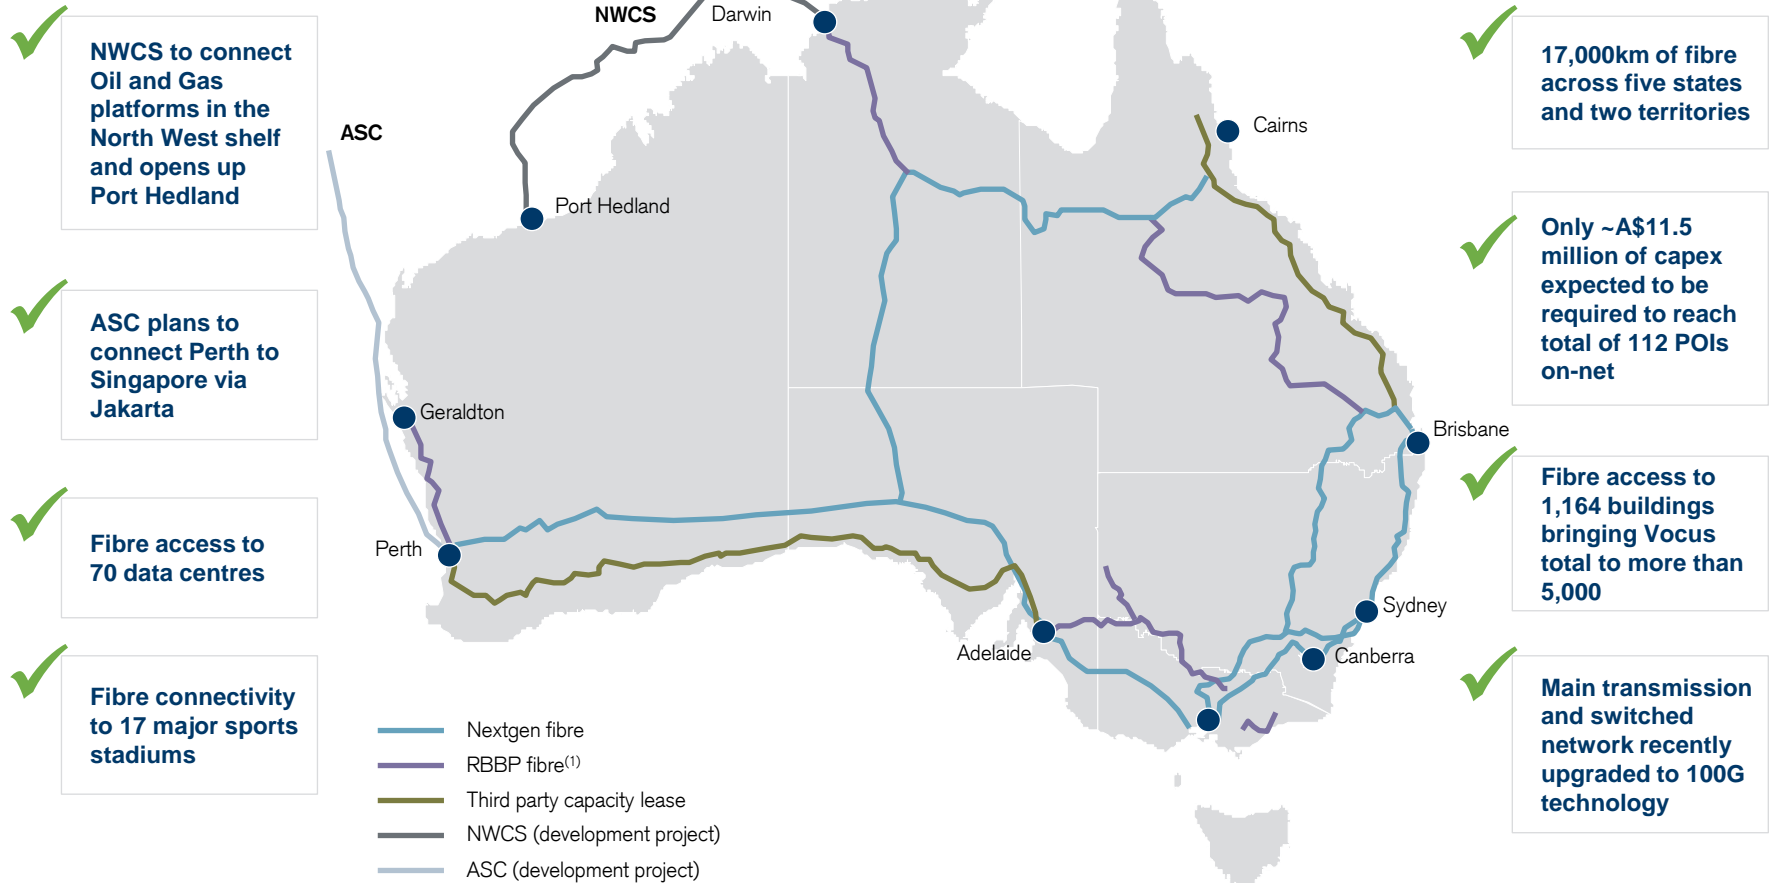 NWCS to connect
Oil and Gas
platforms in the
North West shelf
and opens up
Port Hedland
ASC plans to
connect Perth to
Singapore via
Jakarta
Fibre access to
70 data centres
Fibre connectivity
to 17 major sports
stadiums
NWCS
Darwin
ASC
Cairns
Port Hedland
Geraldton
Brisbane
Perth
Sydney
Adelaide
Canberra
Nextgen fibre
RBBP fibre(1)
Third party capacity lease
NWCS (development project)
ASC (development project)
17,000km of fibre
across five states
and two territories
Only ~A$11.5
million of capex
expected to be
required to reach
total of 112 POIs
on-net
Fibre access to
1,164 buildings
bringing Vocus
total to more than
5,000
Main transmission
and switched
network recently
upgraded to 100G
technology